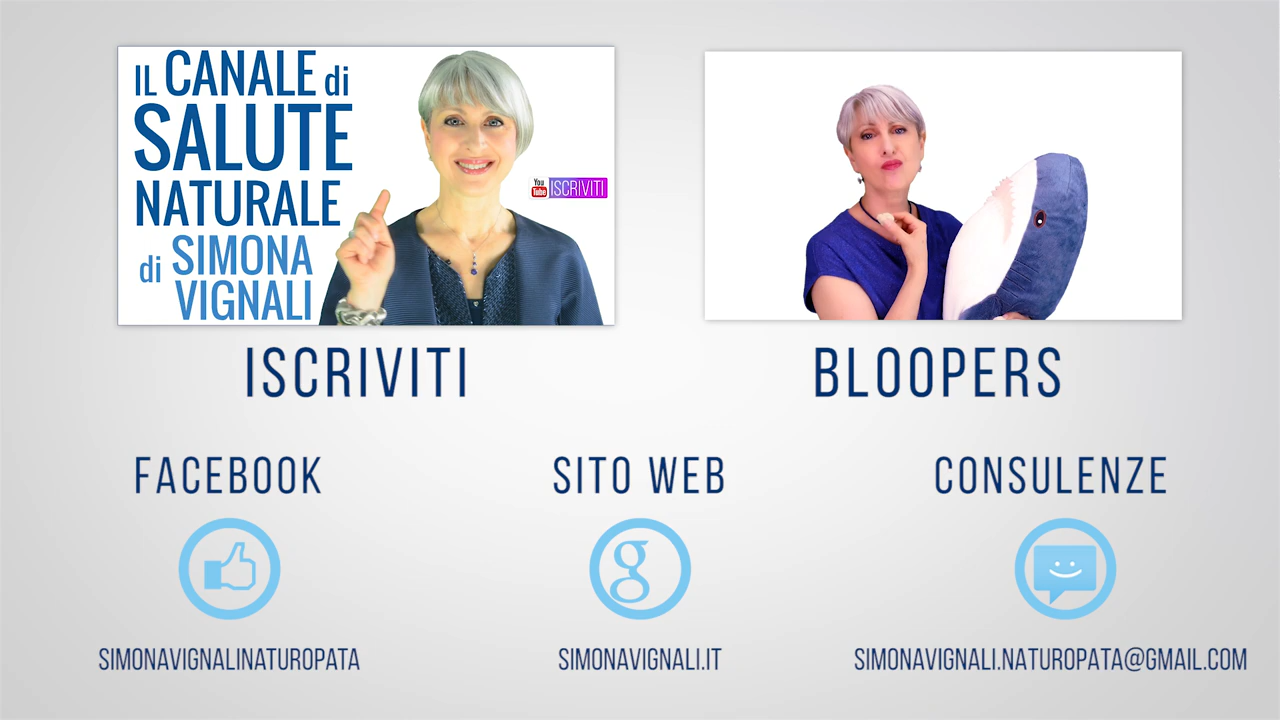 IL CANALE di
SALUTE
NATURALE
di SIMONA
VIGNALI
You
Tube ISCRIVITI
ISCRIVITI
BLOOPERS
FACEBOOK
SITO WEB
CONSULENZE
g
SIMONAVIGNALINATUROPATA
SIMONAVIGNALI.IT
SIMONAVIGNALI.NATUROPATA@GMAIL.COM